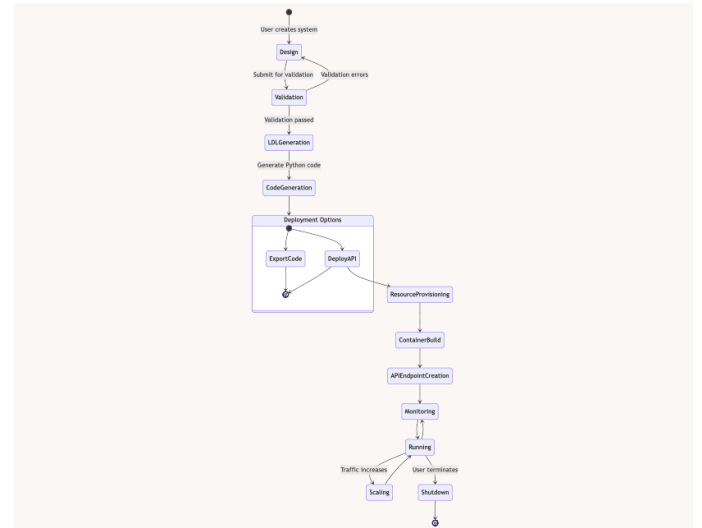 User creates system
Design
Submit for validation
Validation errors
Validation
Validation passed
LDLGeneration
Generate Python code
CodeGeneration
Deployment Options
ExportCode
DeployAPI
ResourceProvisioning
ContainerBuild
APIEndpointCreation
Monitoring
Running
Traffic increases
User terminates
Scaling
Shutdown